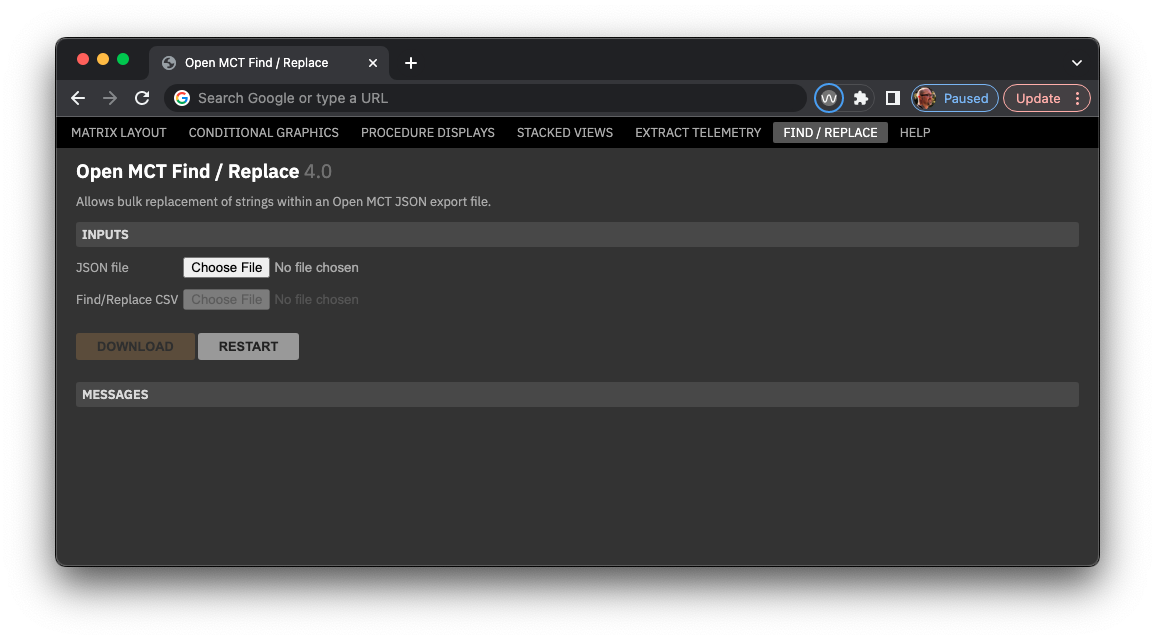 Open MCT Find / Replace
Search Google or type a URL
Paused
Update
MATRIX LAYOUT CONDITIONAL GRAPHICS PROCEDURE DISPLAYS STACKED VIEWS EXTRACT TELEMETRY FIND / REPLACE HELP
Open MCT Find / Replace 4.0
Allows bulk replacement of strings within an Open MCT JSON export file.
INPUTS
JSON file Choose File No file chosen
Find/Replace CSV Choose File No file chosen
DOWNLOAD RESTART
MESSAGES